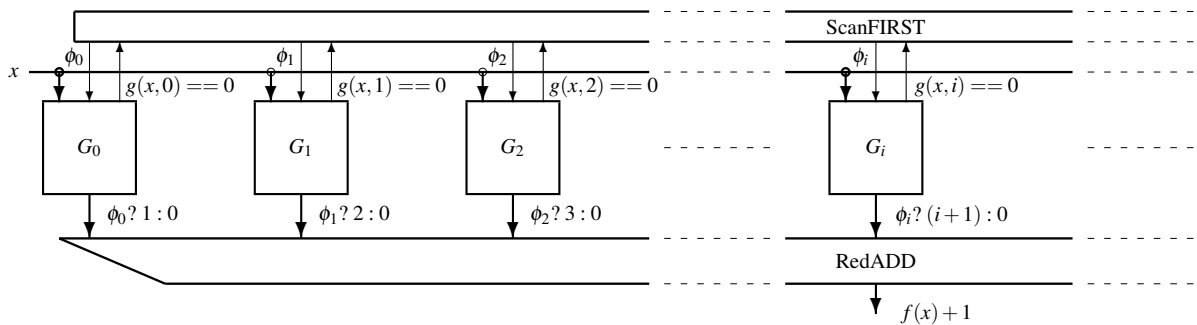 ScanFIRST
ϕ₀ ϕ₁ ϕ₂ ϕᵢ
x
g(x,0) == 0 g(x,1) == 0 g(x,2) == 0 g(x,i) == 0
G₀ G₁ G₂ Gᵢ
ϕ₀? 1 : 0 ϕ₁? 2 : 0 ϕ₂? 3 : 0 ϕᵢ? (i+1) : 0
RedADD
f(x)+1